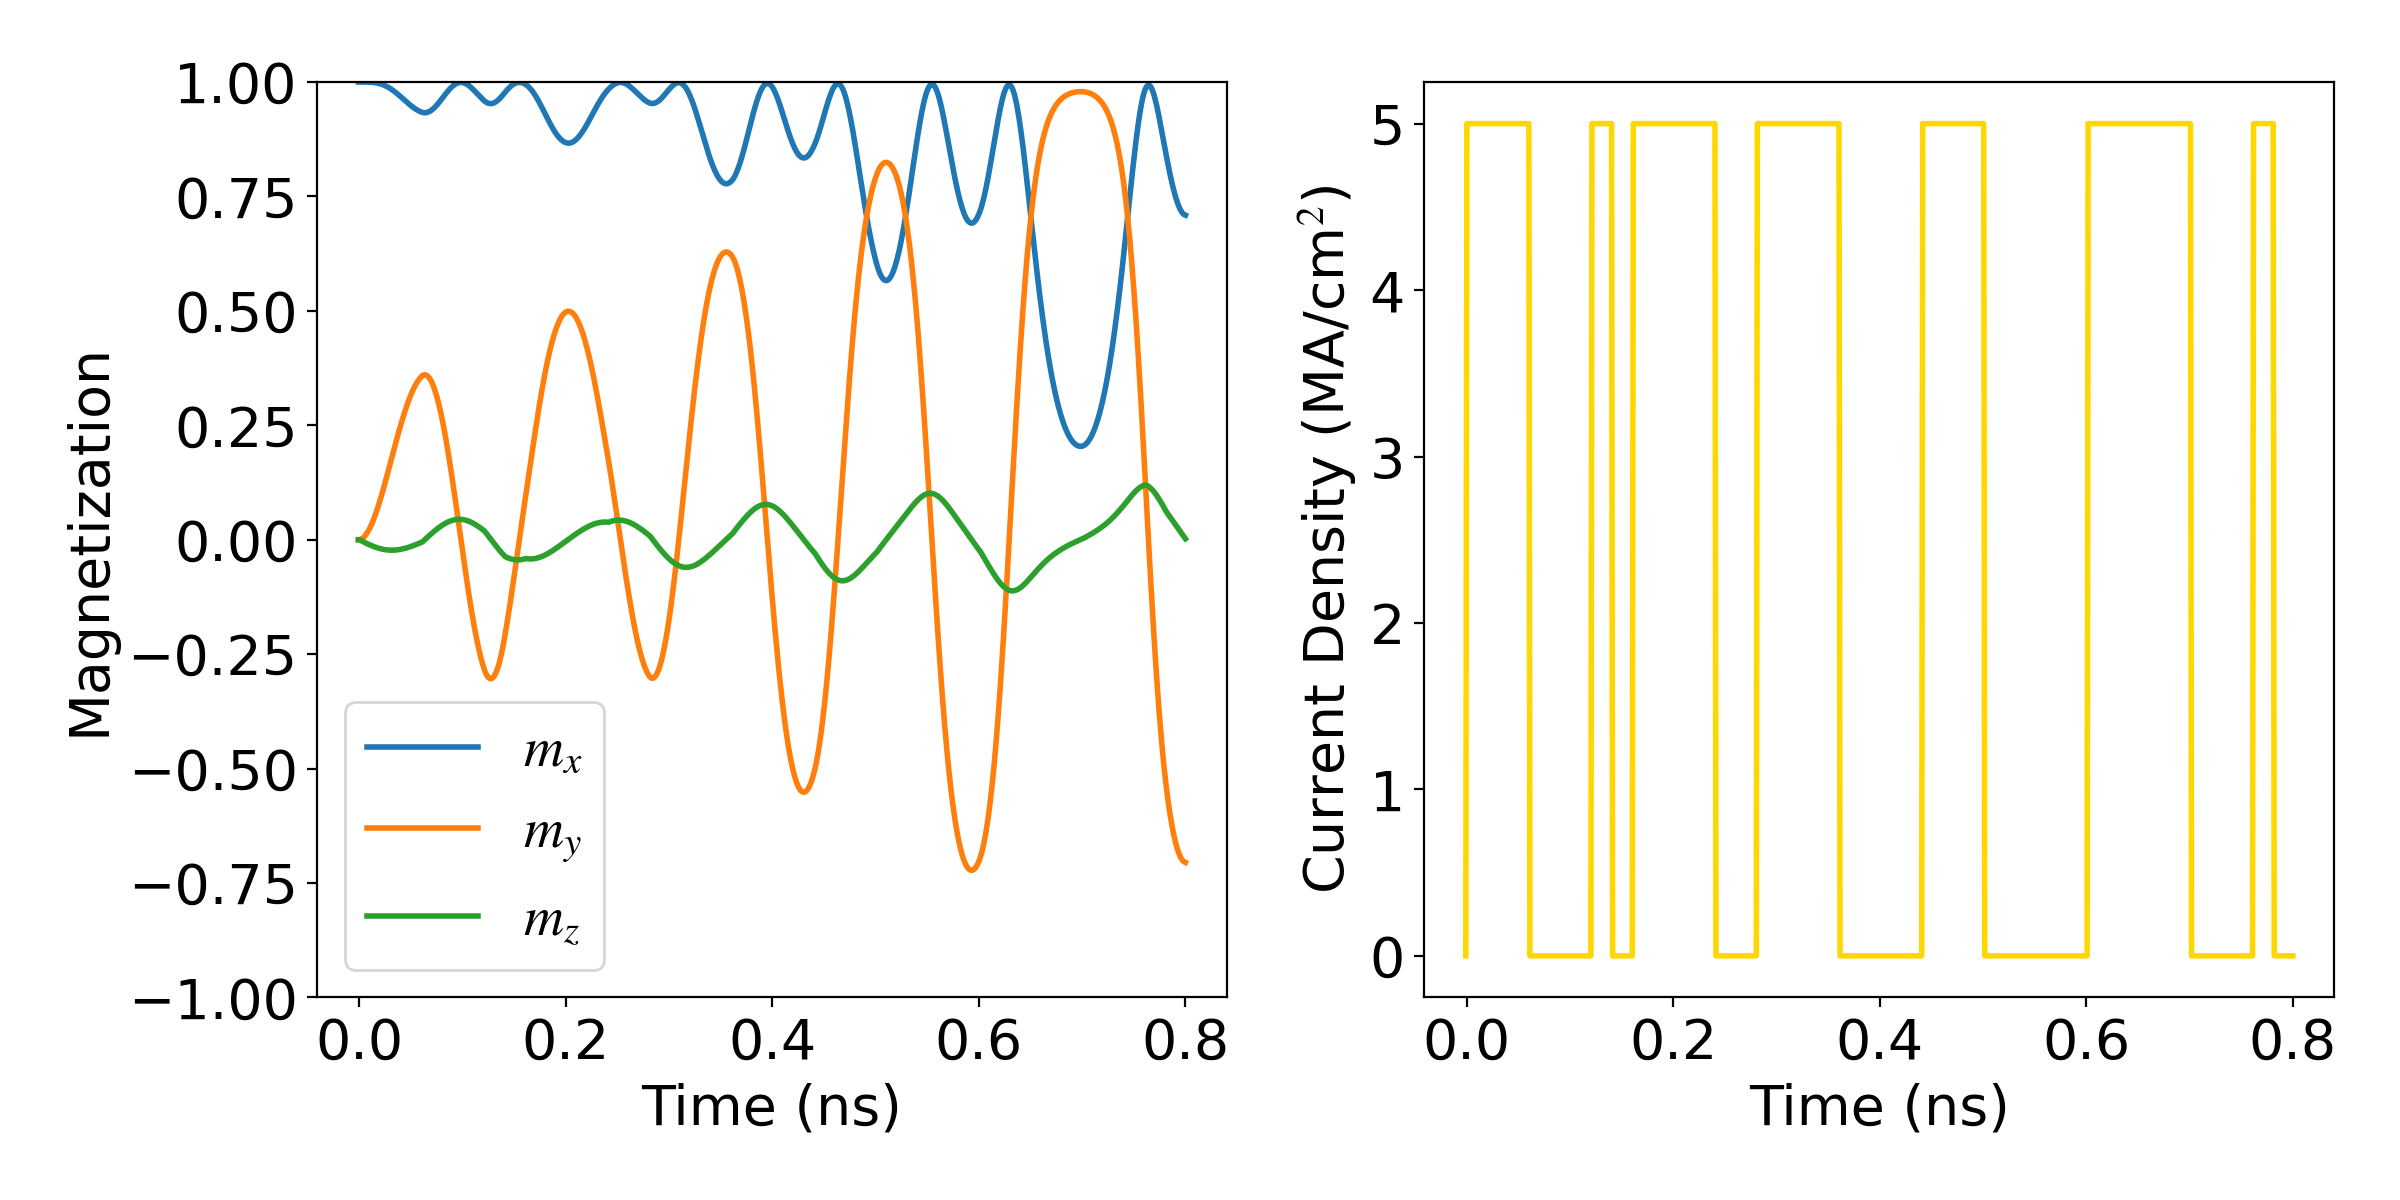 Magnetization
1.00
0.75
0.50
0.25
0.00
−0.25
−0.50
−0.75
−1.00
0.0 0.2 0.4 0.6 0.8
Time (ns)
m_x
m_y
m_z
Current Density (MA/cm²)
5
4
3
2
1
0
0.0 0.2 0.4 0.6 0.8
Time (ns)